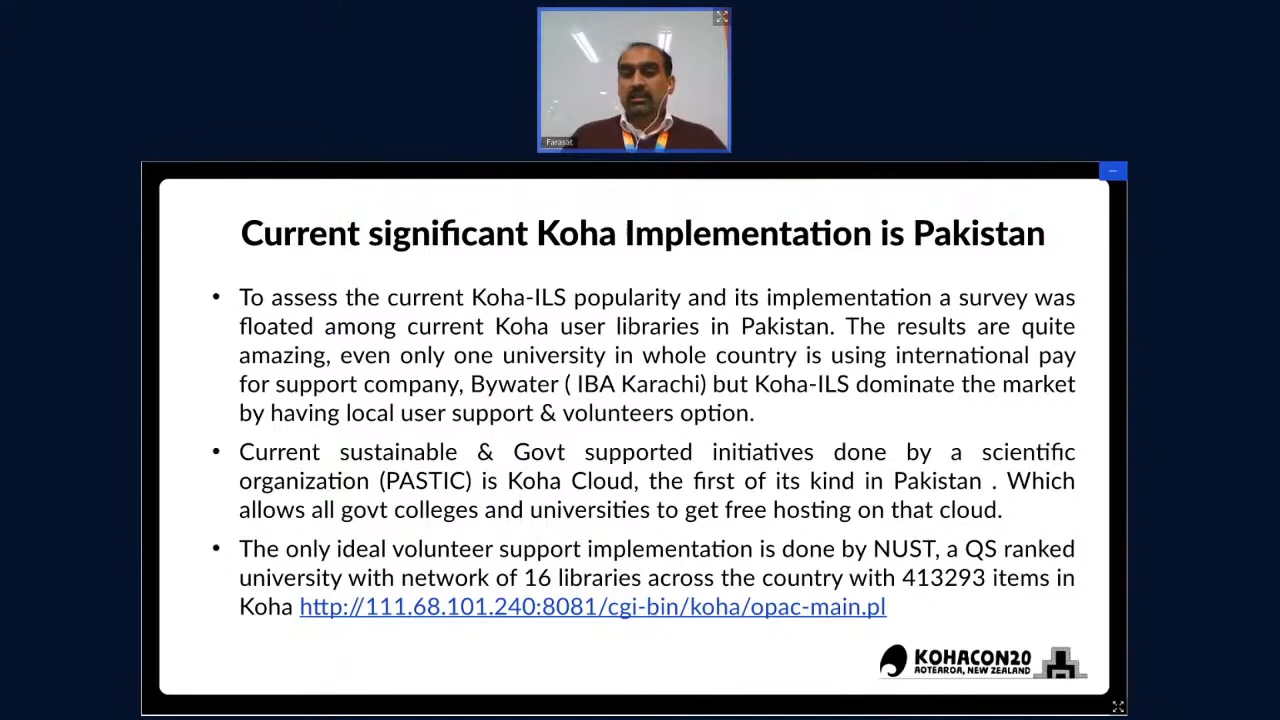 Farasat
Current significant Koha Implementation is Pakistan
• To assess the current Koha-ILS popularity and its implementation a survey was
floated among current Koha user libraries in Pakistan. The results are quite
amazing, even only one university in whole country is using international pay
for support company, Bywater ( IBA Karachi) but Koha-ILS dominate the market
by having local user support & volunteers option.
• Current sustainable & Govt supported initiatives done by a scientific
organization (PASTIC) is Koha Cloud, the first of its kind in Pakistan . Which
allows all govt colleges and universities to get free hosting on that cloud.
• The only ideal volunteer support implementation is done by NUST, a QS ranked
university with network of 16 libraries across the country with 413293 items in
Koha http://111.68.101.240:8081/cgi-bin/koha/opac-main.pl
KOHACON20
AOTEAROA, NEW ZEALAND